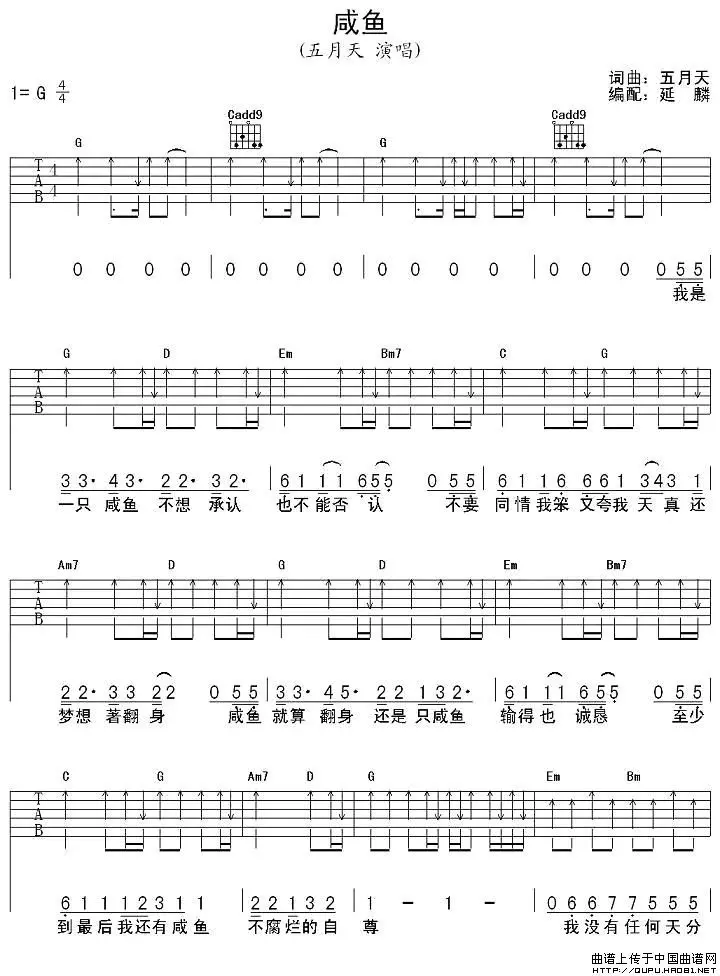 咸鱼
(五月天 演唱)
词曲：五月天
1= G 4/4
编配：延 麟
Cadd9 Cadd9
G G
T A B 4/4
0 0 0 0 0 0 0 0 0 0 0 0 0 0 0 0 5 5
我是
G D Em Bm7 C G
T A B
3 3· 4 3· 2 2· 3 2· 6 1 1 1 6 5 5 0 5 5 6 1 1 6 6 6 1 3 4 3 1
一只 咸鱼 不想 承认 也不能否 认 不要 同情我笨 又夸我 天 真还
Am7 D G D Em Bm7
T A B
2 2· 3 3 2 2 0 5 5 3 3· 4 5· 2 2 1 3 2· 6 1 1 1 6 5 5 0 5 5
梦想 著翻 身 咸鱼 就算 翻身 还是只咸鱼 输得也 诚恳 至少
C G Am7 D G Em Bm
T A B
6 1 1 1 2 3 1 1 2 2 1 3 2 1 - 1 - 0 6 6 7 7 5 5 5
到最后我还有 咸鱼 不腐烂的自 尊 我没有任何天分
曲谱上传于中国曲谱网
HTTP://QUPU.HAO81.NET